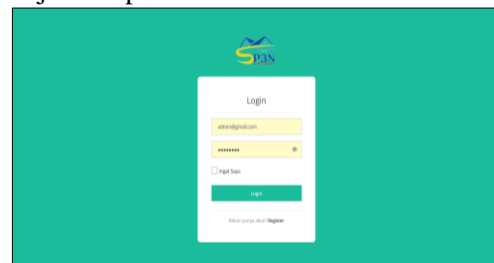 SP3N
Login
admin@gmail.com
••••••••
Ingat Saya
Login
Belum punya akun? Register